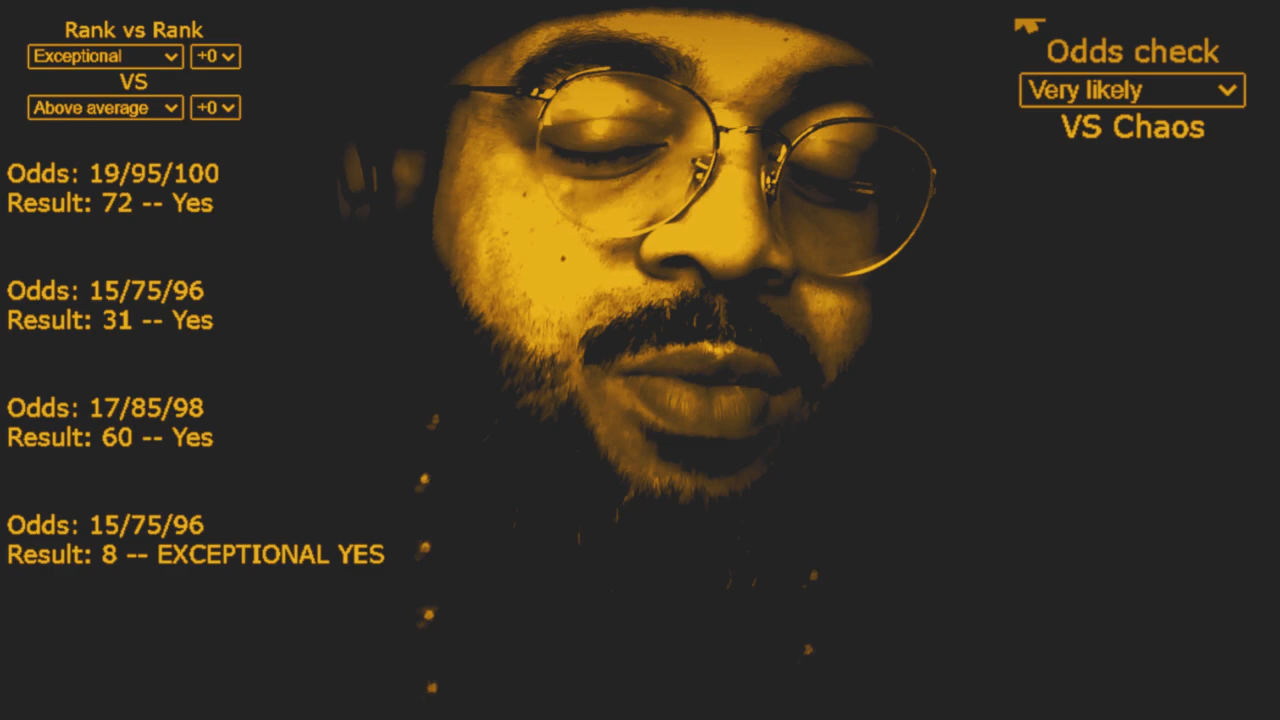 Rank vs Rank
Exceptional +0
VS
Above average +0
Odds: 19/95/100
Result: 72 -- Yes
Odds: 15/75/96
Result: 31 -- Yes
Odds: 17/85/98
Result: 60 -- Yes
Odds: 15/75/96
Result: 8 -- EXCEPTIONAL YES
Odds check
Very likely
VS Chaos